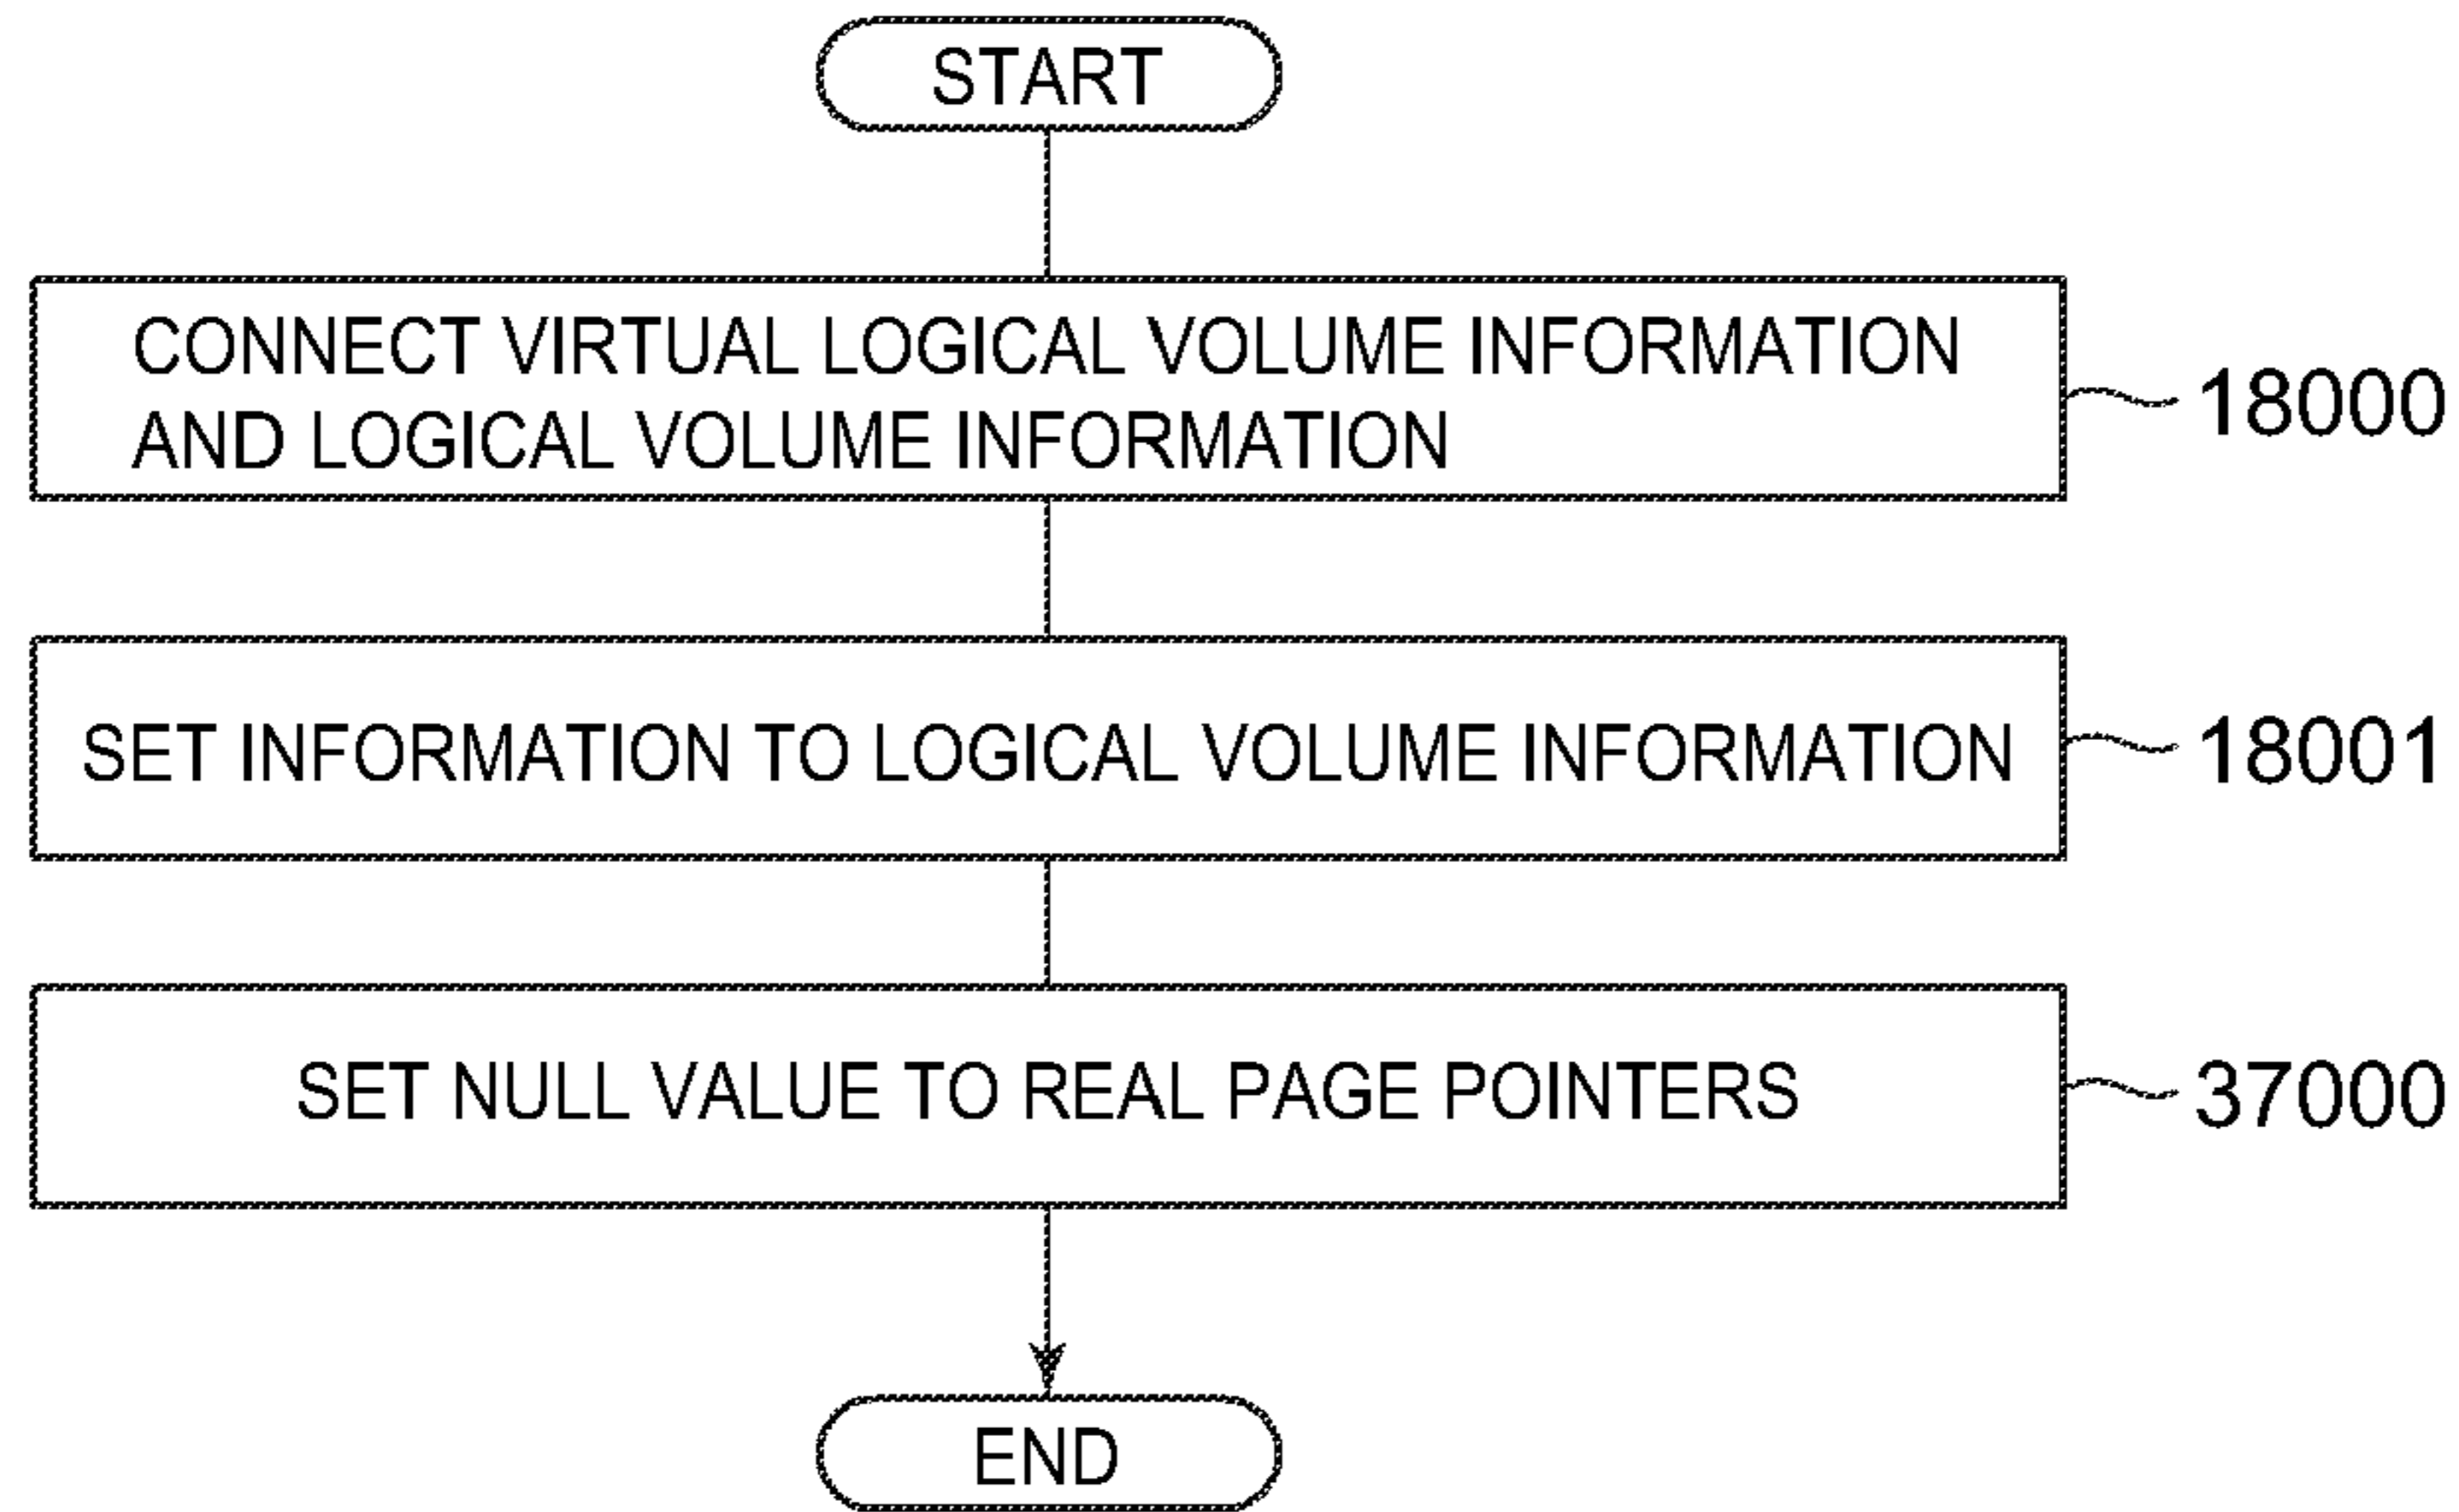 START
CONNECT VIRTUAL LOGICAL VOLUME INFORMATION
AND LOGICAL VOLUME INFORMATION
18000
SET INFORMATION TO LOGICAL VOLUME INFORMATION
18001
SET NULL VALUE TO REAL PAGE POINTERS
37000
END